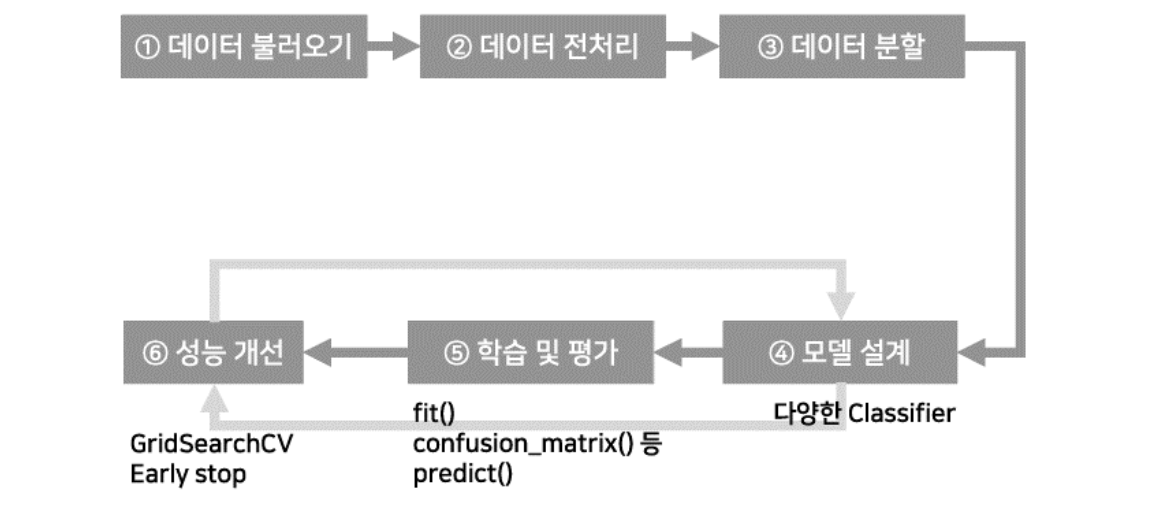 ① 데이터 불러오기
② 데이터 전처리
③ 데이터 분할
⑥ 성능 개선
⑤ 학습 및 평가
④ 모델 설계
GridSearchCV
Early stop
fit()
confusion_matrix() 등
predict()
다양한 Classifier